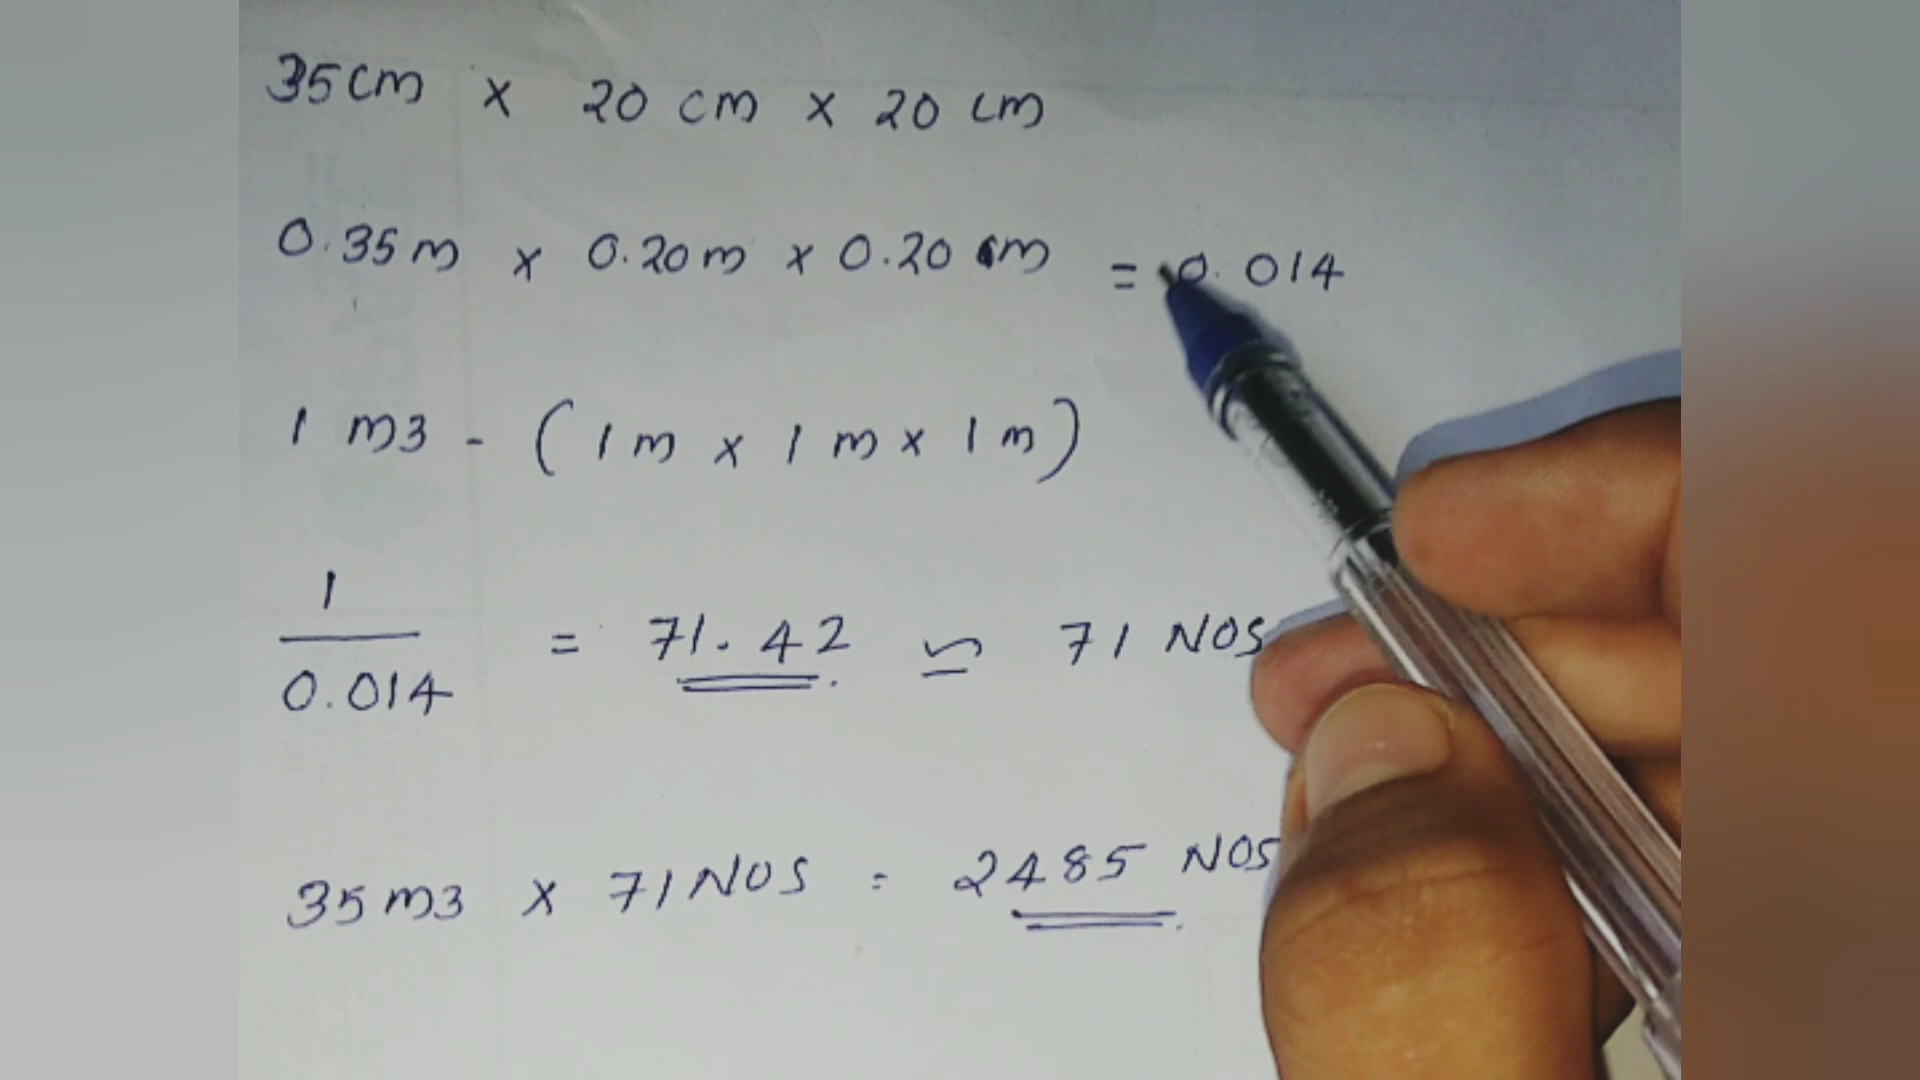 35cm x 20 cm x 20 cm
0.35m x 0.20m x 0.20 m = 0.014
1 m3 - (1m x 1m x 1m)
1
0.014
= 71.42 ≃ 71 NOS
35m3 x 71NOS = 2485 NOS